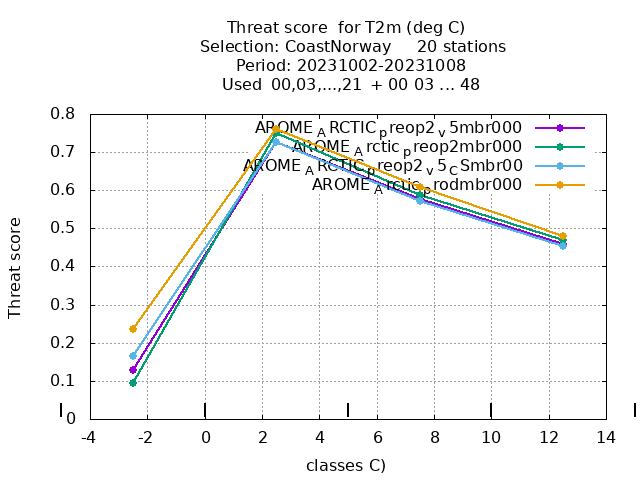 Threat score  for T2m (deg C)
Selection: CoastNorway     20 stations
Period: 20231002-20231008
Used  00,03,...,21  + 00 03 ... 48
AROME_ARCTIC_preop2_v5mbr000
AROME_Arctic_preop2mbr000
AROME_ARCTIC_preop2_v5_CSmbr00
AROME_Arctic_prodmbr000
Threat score
0.8
0.7
0.6
0.5
0.4
0.3
0.2
0.1
0
-4 -2 0 2 4 6 8 10 12 14
classes C)